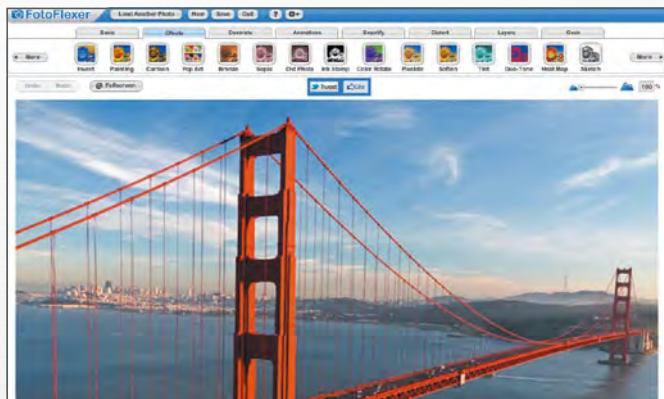 FotoFlexer Load Another Photo Save ?
Basic Effects Decorate Animations Beautify Distort Layers Geek
More Invert Painting Cartoon Pop Art Bronze Sepia Old Photo Ink Stamp Color Rotate Pixelate Soften Tint Duo-Tone Heat Map Sketch More
Undo Redo Fullscreen Tweet Like 100 %